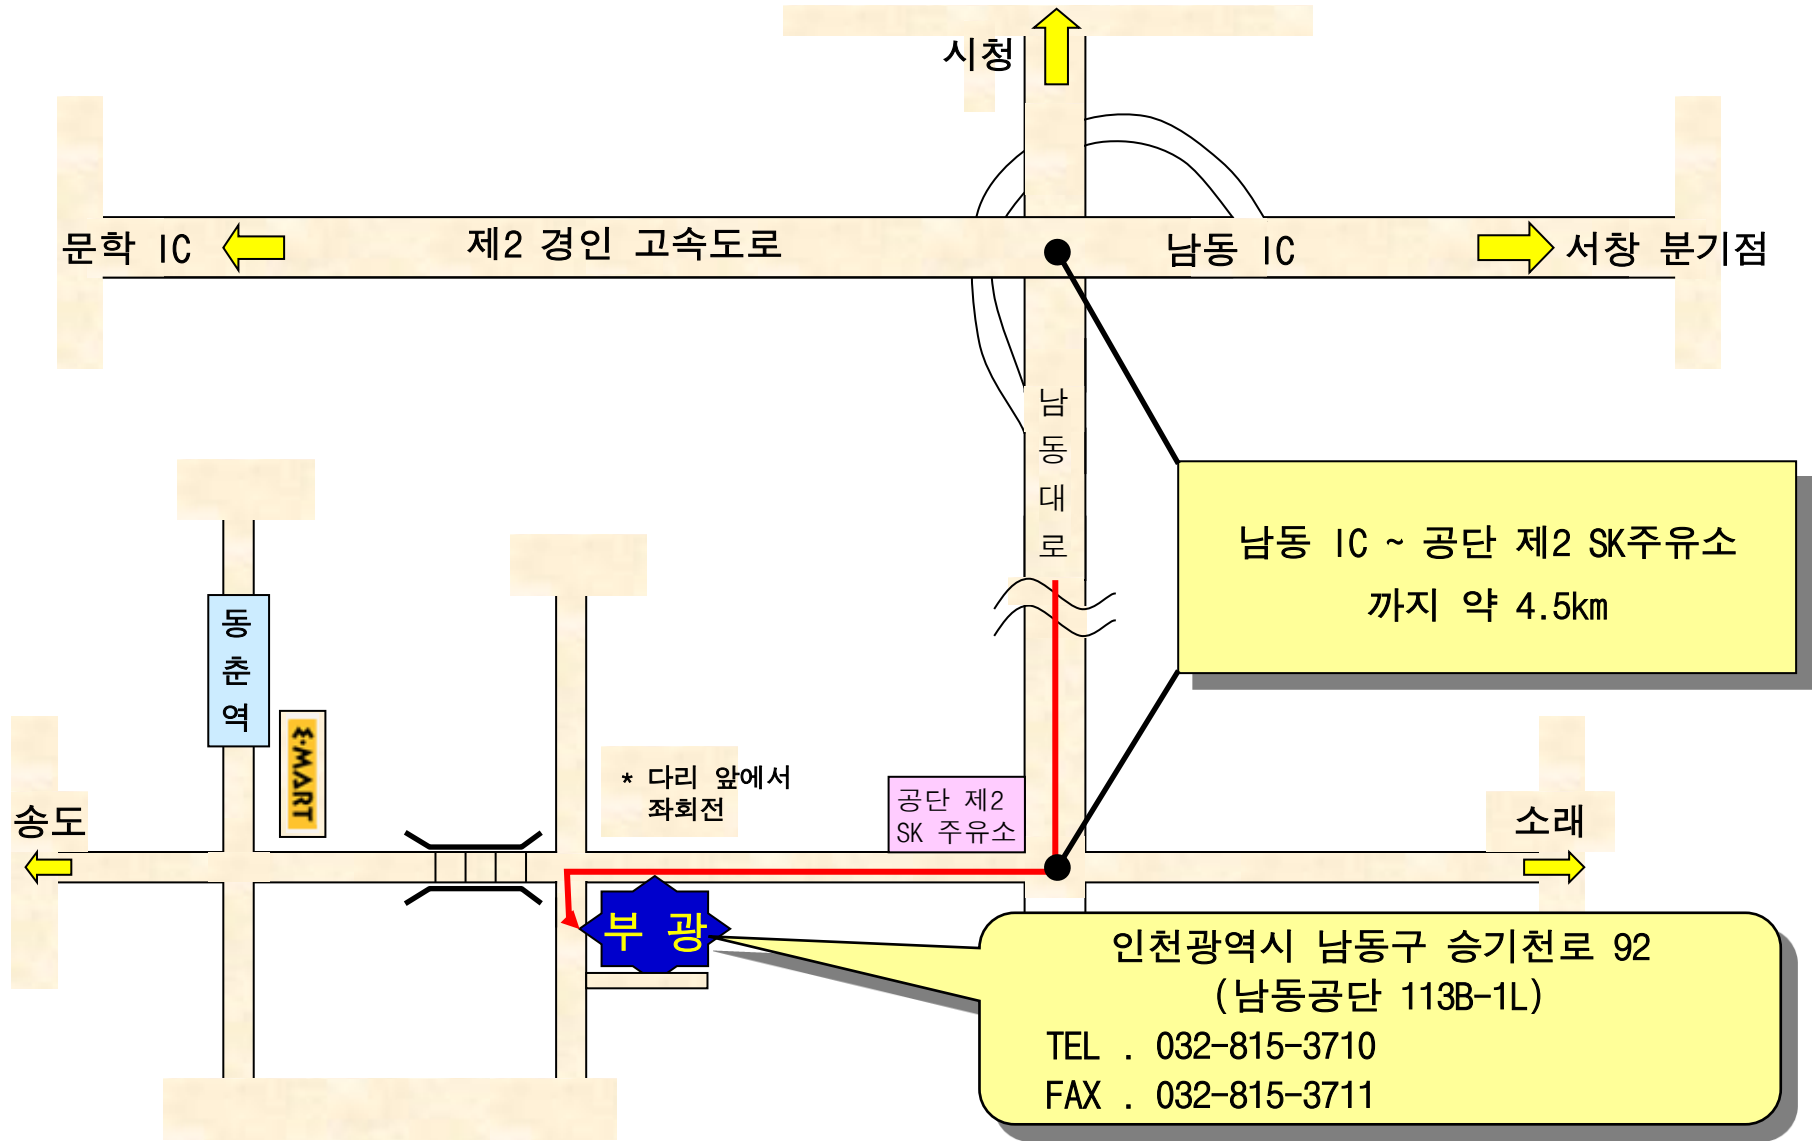 시청
문학 IC
제2 경인 고속도로
남동 IC
서창 분기점
남동대로
남동 IC ~ 공단 제2 SK주유소
까지 약 4.5km
동춘역
E·MART
* 다리 앞에서
좌회전
공단 제2
SK 주유소
송도
소래
부 광
인천광역시 남동구 승기천로 92
(남동공단 113B-1L)
TEL . 032-815-3710
FAX . 032-815-3711